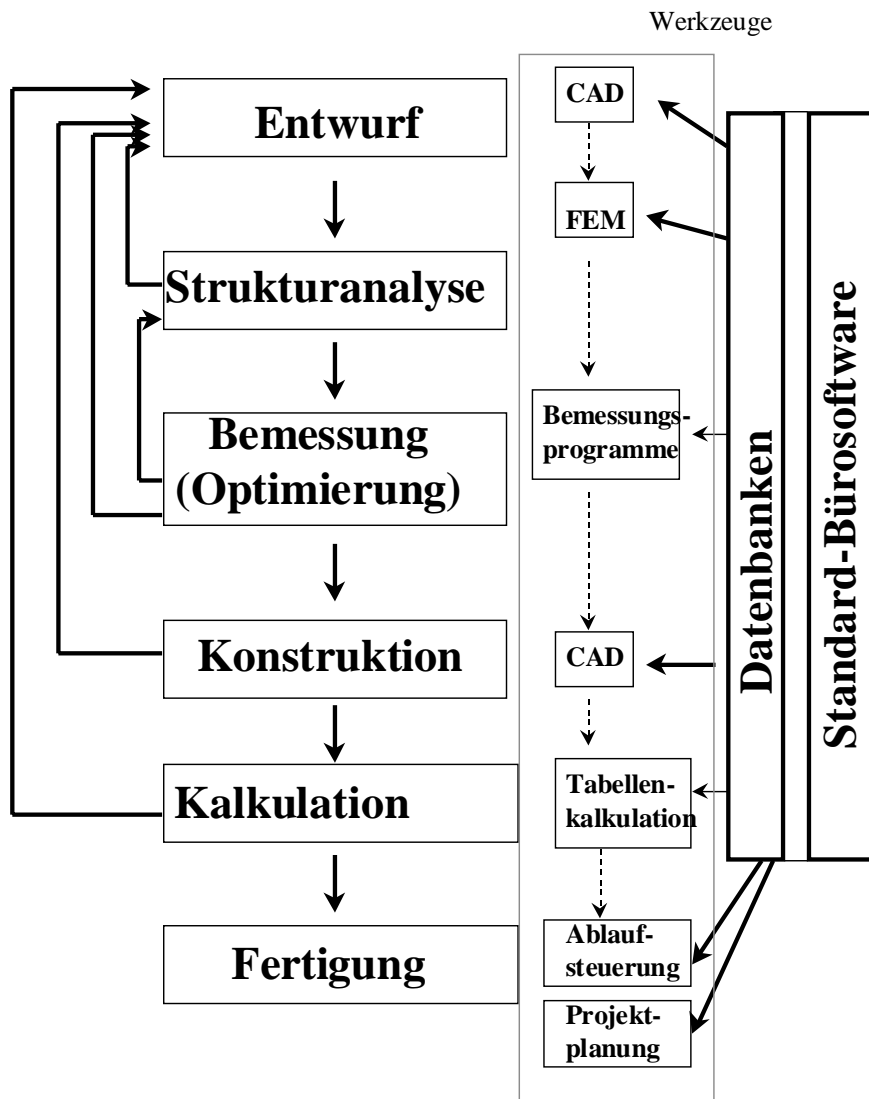 Werkzeuge
Entwurf
Strukturanalyse
Bemessung
(Optimierung)
Konstruktion
Kalkulation
Fertigung
CAD
FEM
Bemessungs-
programme
CAD
Tabellen-
kalkulation
Ablauf-
steuerung
Projekt-
planung
Datenbanken
Standard-Bürosoftware